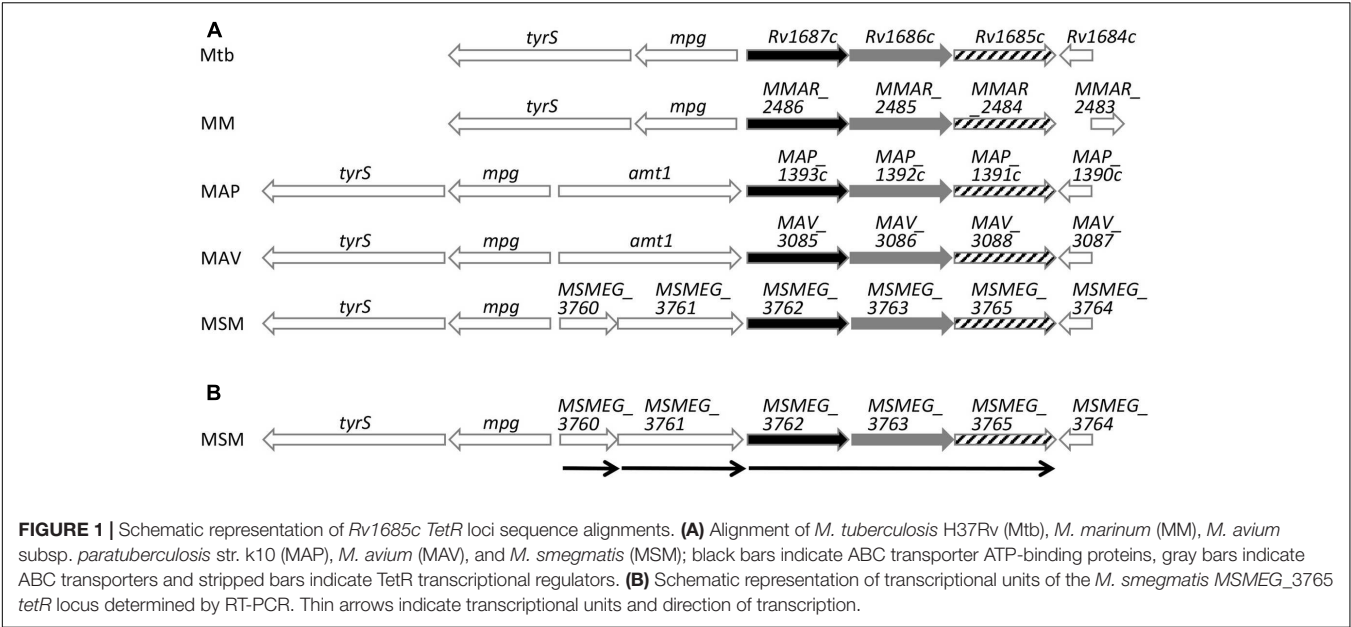 A
Mtb tyrS mpg Rv1687c Rv1686c Rv1685c Rv1684c
MMAR_ MMAR_ MMAR MMAR_
MM tyrS mpg 2486 2485 _2484 2483
MAP_ MAP_ MAP_ MAP_
MAP tyrS mpg amt1 1393c 1392c 1391c 1390c
MAV_ MAV_ MAV_ MAV_
MAV tyrS mpg amt1 3085 3086 3088 3087
MSMEG_ MSMEG_ MSMEG_ MSMEG_ MSMEG_ MSMEG_
MSM tyrS mpg 3760 3761 3762 3763 3765 3764
B
MSMEG_ MSMEG_ MSMEG_ MSMEG_ MSMEG_ MSMEG_
MSM tyrS mpg 3760 3761 3762 3763 3765 3764
FIGURE 1 | Schematic representation of Rv1685c TetR loci sequence alignments. (A) Alignment of M. tuberculosis H37Rv (Mtb), M. marinum (MM), M. avium
subsp. paratuberculosis str. k10 (MAP), M. avium (MAV), and M. smegmatis (MSM); black bars indicate ABC transporter ATP-binding proteins, gray bars indicate
ABC transporters and stripped bars indicate TetR transcriptional regulators. (B) Schematic representation of transcriptional units of the M. smegmatis MSMEG_3765
tetR locus determined by RT-PCR. Thin arrows indicate transcriptional units and direction of transcription.